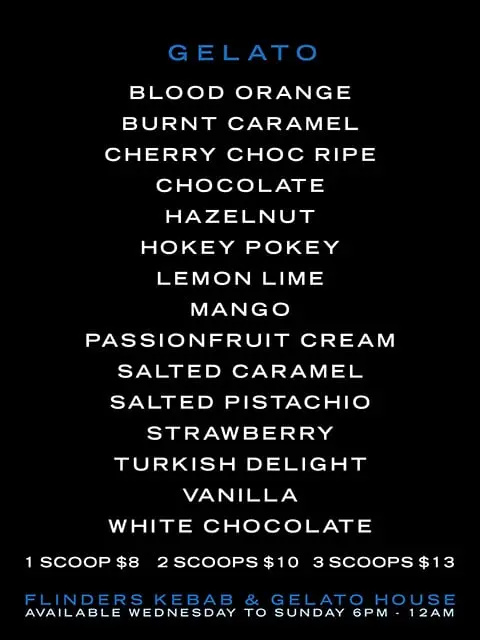 GELATO
BLOOD ORANGE
BURNT CARAMEL
CHERRY CHOC RIPE
CHOCOLATE
HAZELNUT
HOKEY POKEY
LEMON LIME
MANGO
PASSIONFRUIT CREAM
SALTED CARAMEL
SALTED PISTACHIO
STRAWBERRY
TURKISH DELIGHT
VANILLA
WHITE CHOCOLATE
1 SCOOP $8 2 SCOOPS $10 3 SCOOPS $13
FLINDERS KEBAB & GELATO HOUSE
AVAILABLE WEDNESDAY TO SUNDAY 6PM - 12AM